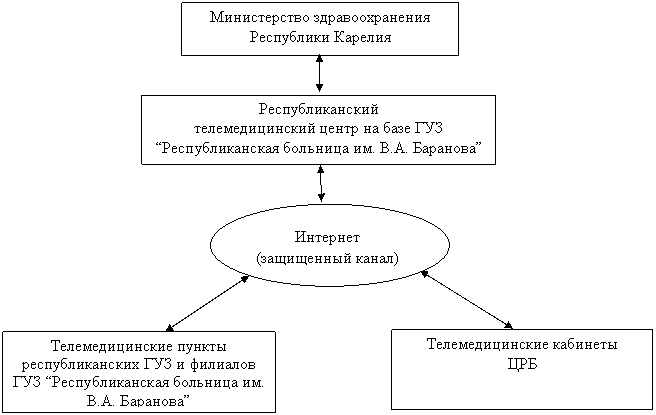 Министерство здравоохранения
Республики Карелия
Республиканский
телемедицинский центр на базе ГУЗ
“Республиканская больница им. В.А. Баранова”
Интернет
(защищенный канал)
Телемедицинские пункты
республиканских ГУЗ и филиалов
ГУЗ “Республиканская больница им.
В.А. Баранова”
Телемедицинские кабинеты
ЦРБ